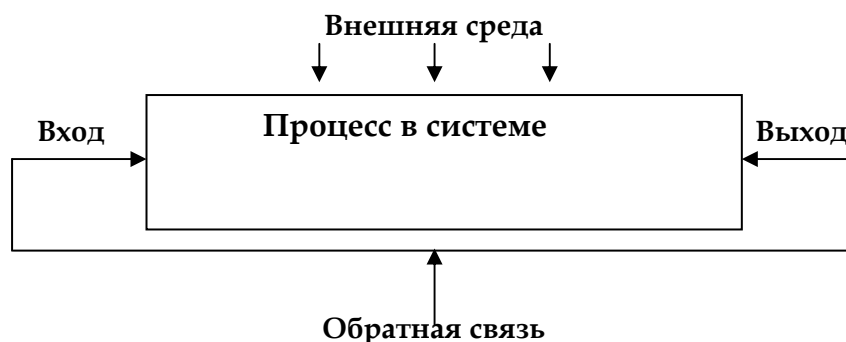 Внешняя среда
Процесс в системе
Вход
Выход
Обратная связь